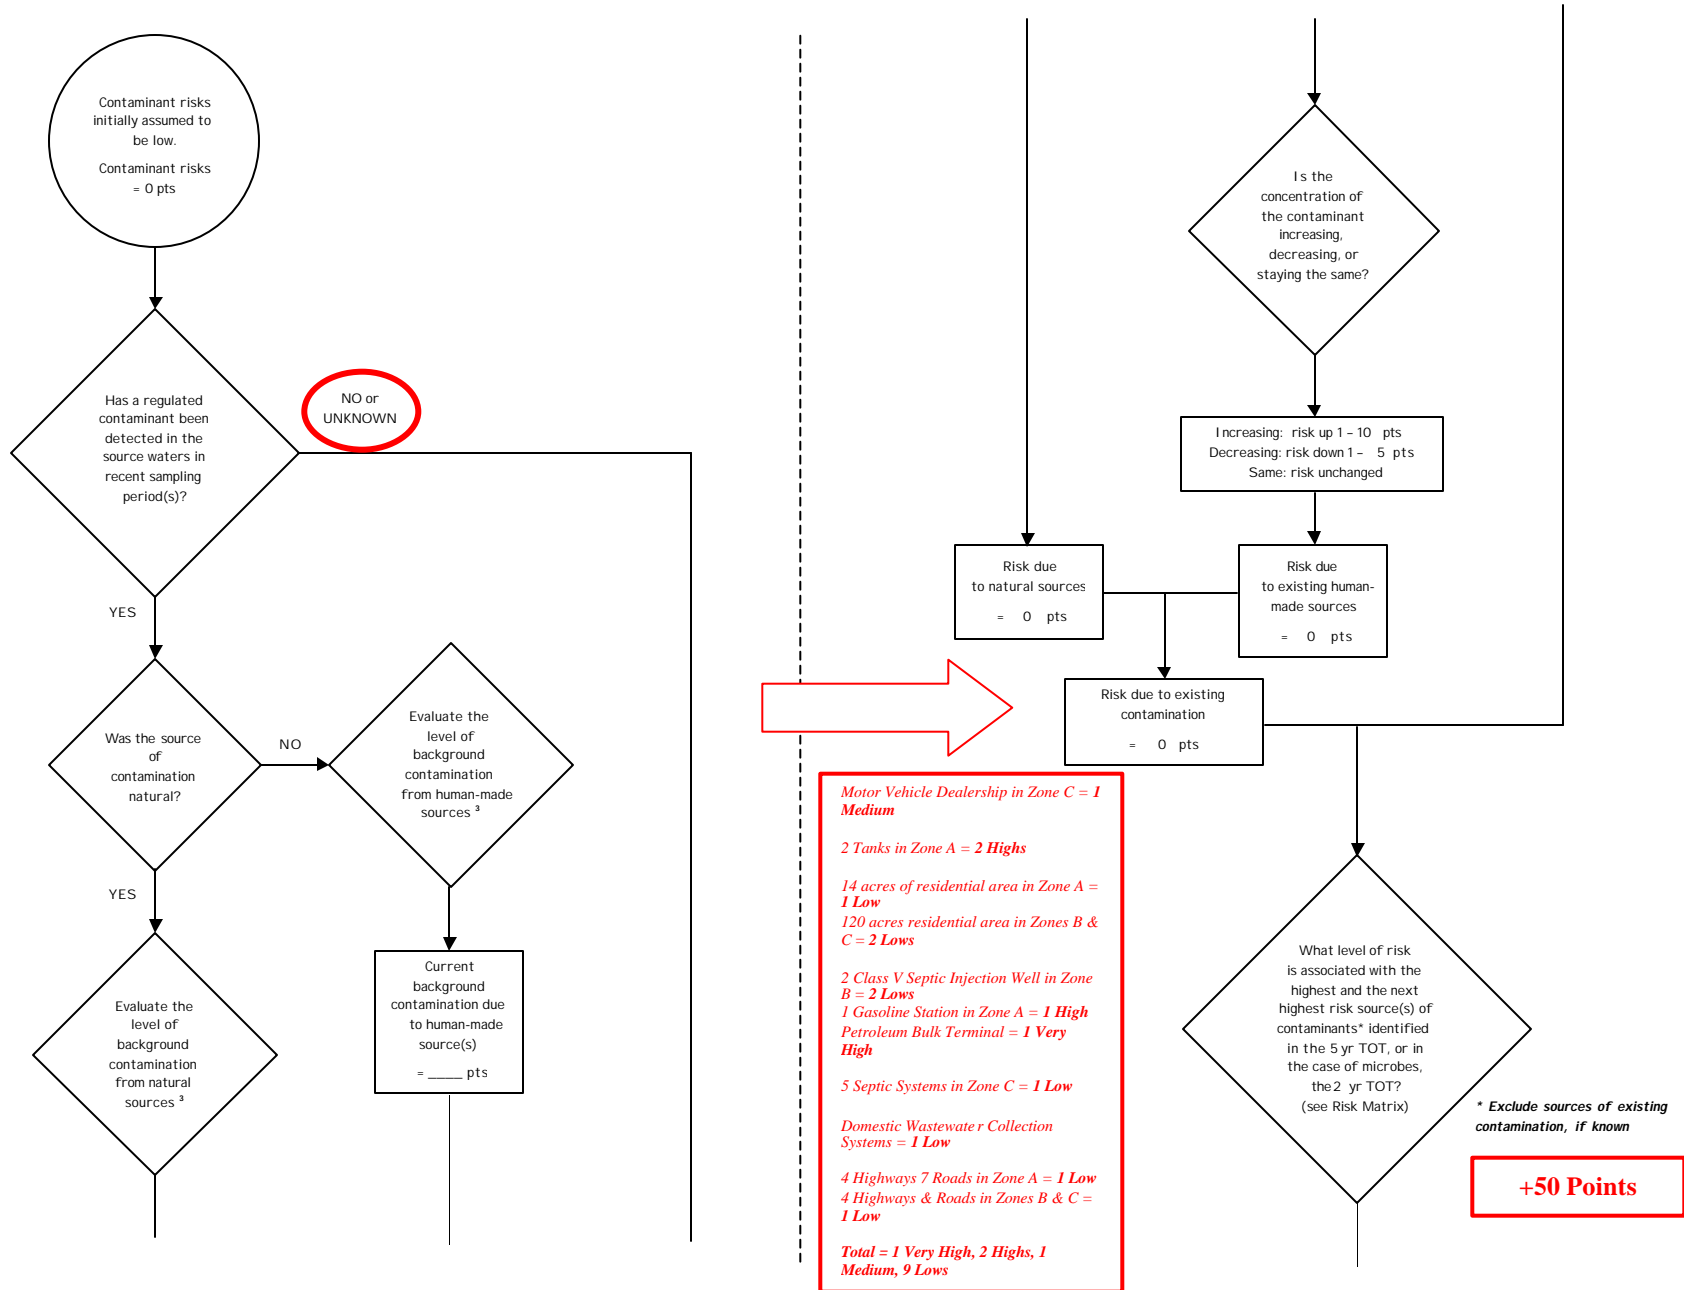 Contaminant risks
initially assumed to
be low.
Contaminant risks
= 0 pts
Has a regulated
contaminant been
detected in the
source waters in
recent sampling
period(s)?
NO or
UNKNOWN
YES
Was the source
of
contamination
natural?
NO
Evaluate the
level of
background
contamination
from human-made
sources ³
YES
Evaluate the
level of
background
contamination
from natural
sources ³
Current
background
contamination due
to human-made
source(s)
= ____ pts
Is the
concentration of
the contaminant
increasing,
decreasing, or
staying the same?
Increasing: risk up 1 – 10 pts
Decreasing: risk down 1 – 5 pts
Same: risk unchanged
Risk due
to natural sources
= 0 pts
Risk due
to existing human-
made sources
= 0 pts
Risk due to existing
contamination
= 0 pts
Motor Vehicle Dealership in Zone C = 1
Medium
2 Tanks in Zone A = 2 Highs
14 acres of residential area in Zone A =
1 Low
120 acres residential area in Zones B &
C = 2 Lows
2 Class V Septic Injection Well in Zone
B = 2 Lows
1 Gasoline Station in Zone A = 1 High
Petroleum Bulk Terminal = 1 Very
High
5 Septic Systems in Zone C = 1 Low
Domestic Wastewater Collection
Systems = 1 Low
4 Highways 7 Roads in Zone A = 1 Low
4 Highways & Roads in Zones B & C =
1 Low
Total = 1 Very High, 2 Highs, 1
Medium, 9 Lows
What level of risk
is associated with the
highest and the next
highest risk source(s) of
contaminants* identified
in the 5 yr TOT, or in
the case of microbes,
the 2 yr TOT?
(see Risk Matrix)
* Exclude sources of existing
contamination, if known
+50 Points